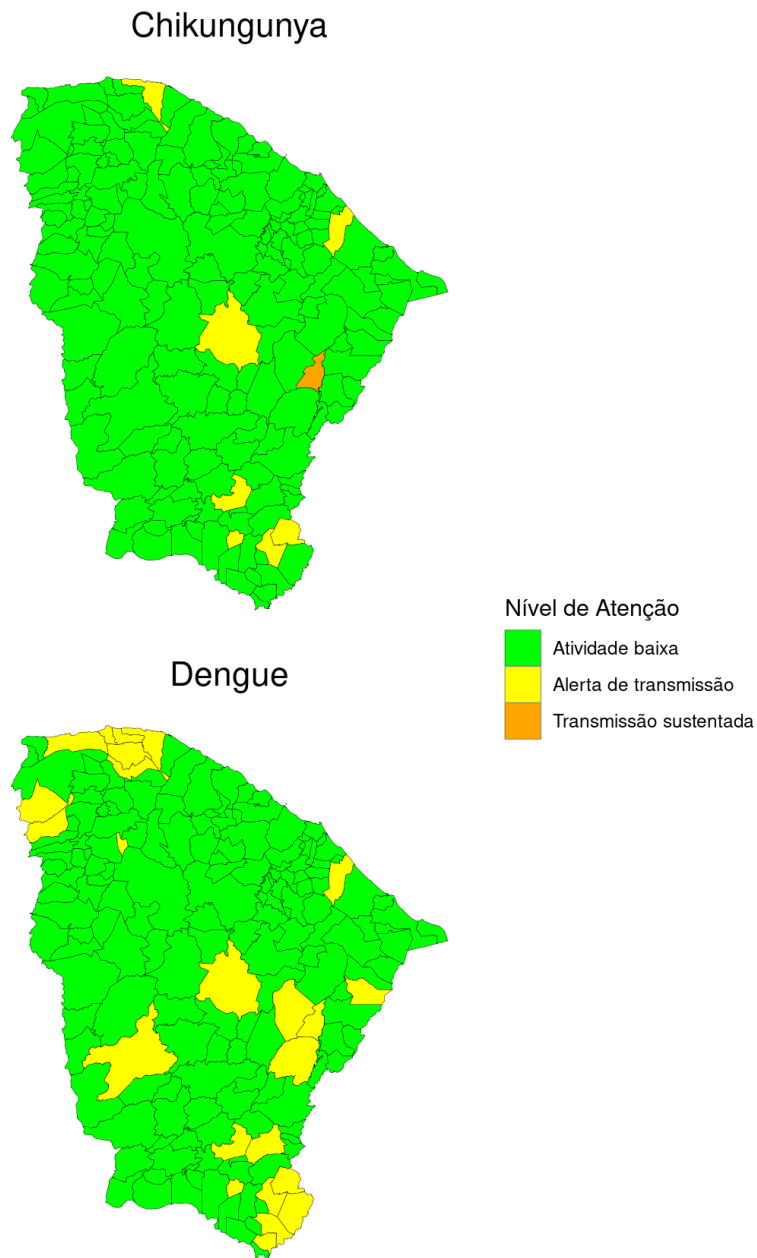 Chikungunya
Nível de Atenção
Atividade baixa
Alerta de transmissão
Transmissão sustentada
Dengue